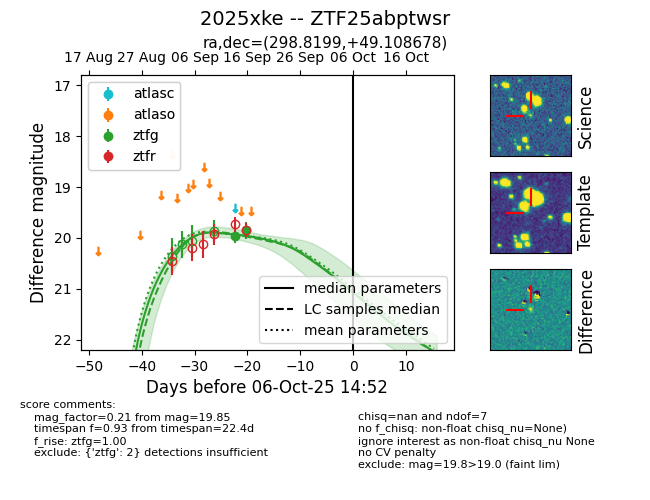 2025xke -- ZTF25abptwsr
ra,dec=(298.8199,+49.108678)
17 Aug 27 Aug 06 Sep 16 Sep 26 Sep 06 Oct 16 Oct
Difference magnitude
17
18
19
20
21
22
atlasc
atlaso
ztfg
ztfr
median parameters
LC samples median
mean parameters
−50 −40 −30 −20 −10 0 10
Days before 06-Oct-25 14:52
Science
Template
Difference
score comments:
mag_factor=0.21 from mag=19.85
timespan f=0.93 from timespan=22.4d
f_rise: ztfg=1.00
exclude: {'ztfg': 2} detections insufficient
chisq=nan and ndof=7
no f_chisq: non-float chisq_nu=None)
ignore interest as non-float chisq_nu None
no CV penalty
exclude: mag=19.8>19.0 (faint lim)